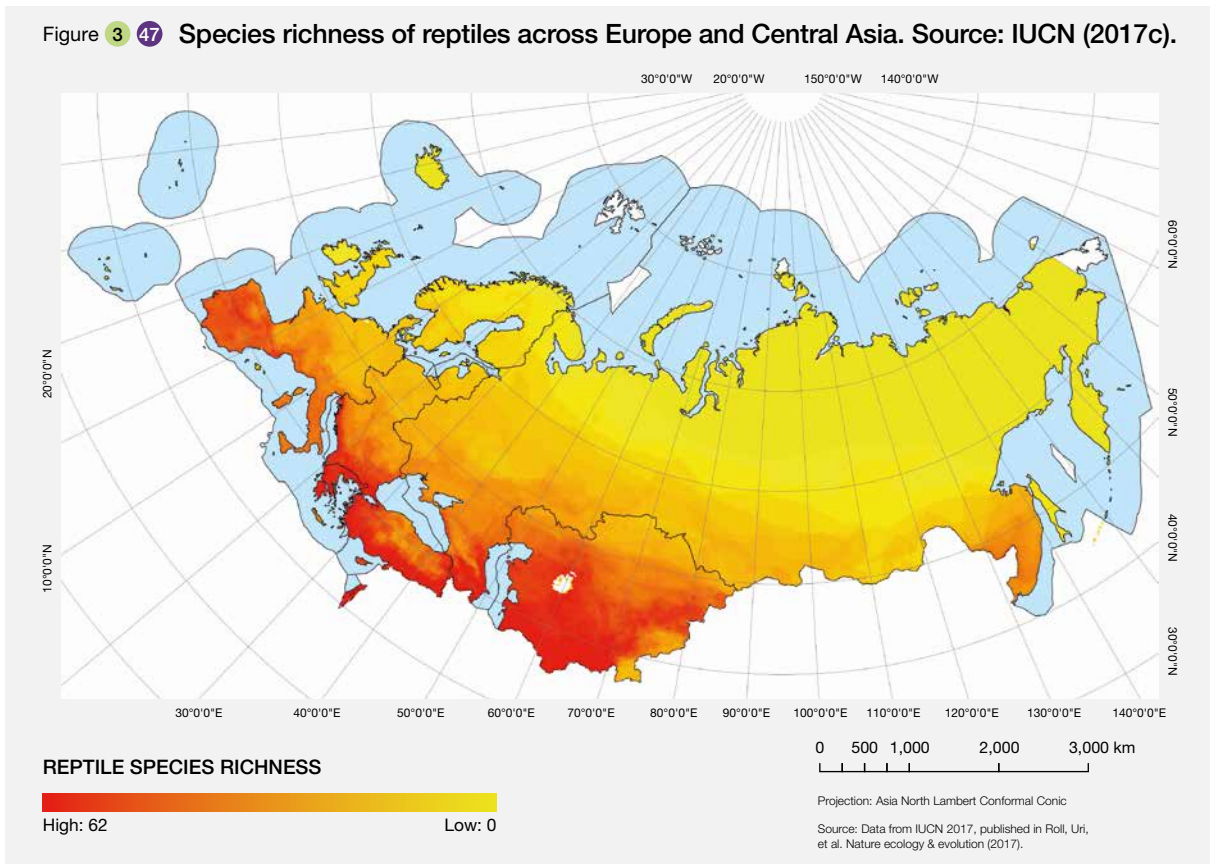 Figure 3 47 Species richness of reptiles across Europe and Central Asia. Source: IUCN (2017c).
30°0'0"W 20°0'0"W 150°0'0"W 140°0'0"W
60°0'0"N
20°0'0"N
50°0'0"N
40°0'0"N
10°0'0"N
30°0'0"N
30°0'0"E 40°0'0"E 50°0'0"E 60°0'0"E 70°0'0"E 80°0'0"E 90°0'0"E 100°0'0"E 110°0'0"E 120°0'0"E 130°0'0"E 140°0'0"E
0 500 1,000 2,000 3,000 km
REPTILE SPECIES RICHNESS
High: 62 Low: 0
Projection: Asia North Lambert Conformal Conic
Source: Data from IUCN 2017, published in Roll, Uri,
et al. Nature ecology & evolution (2017).